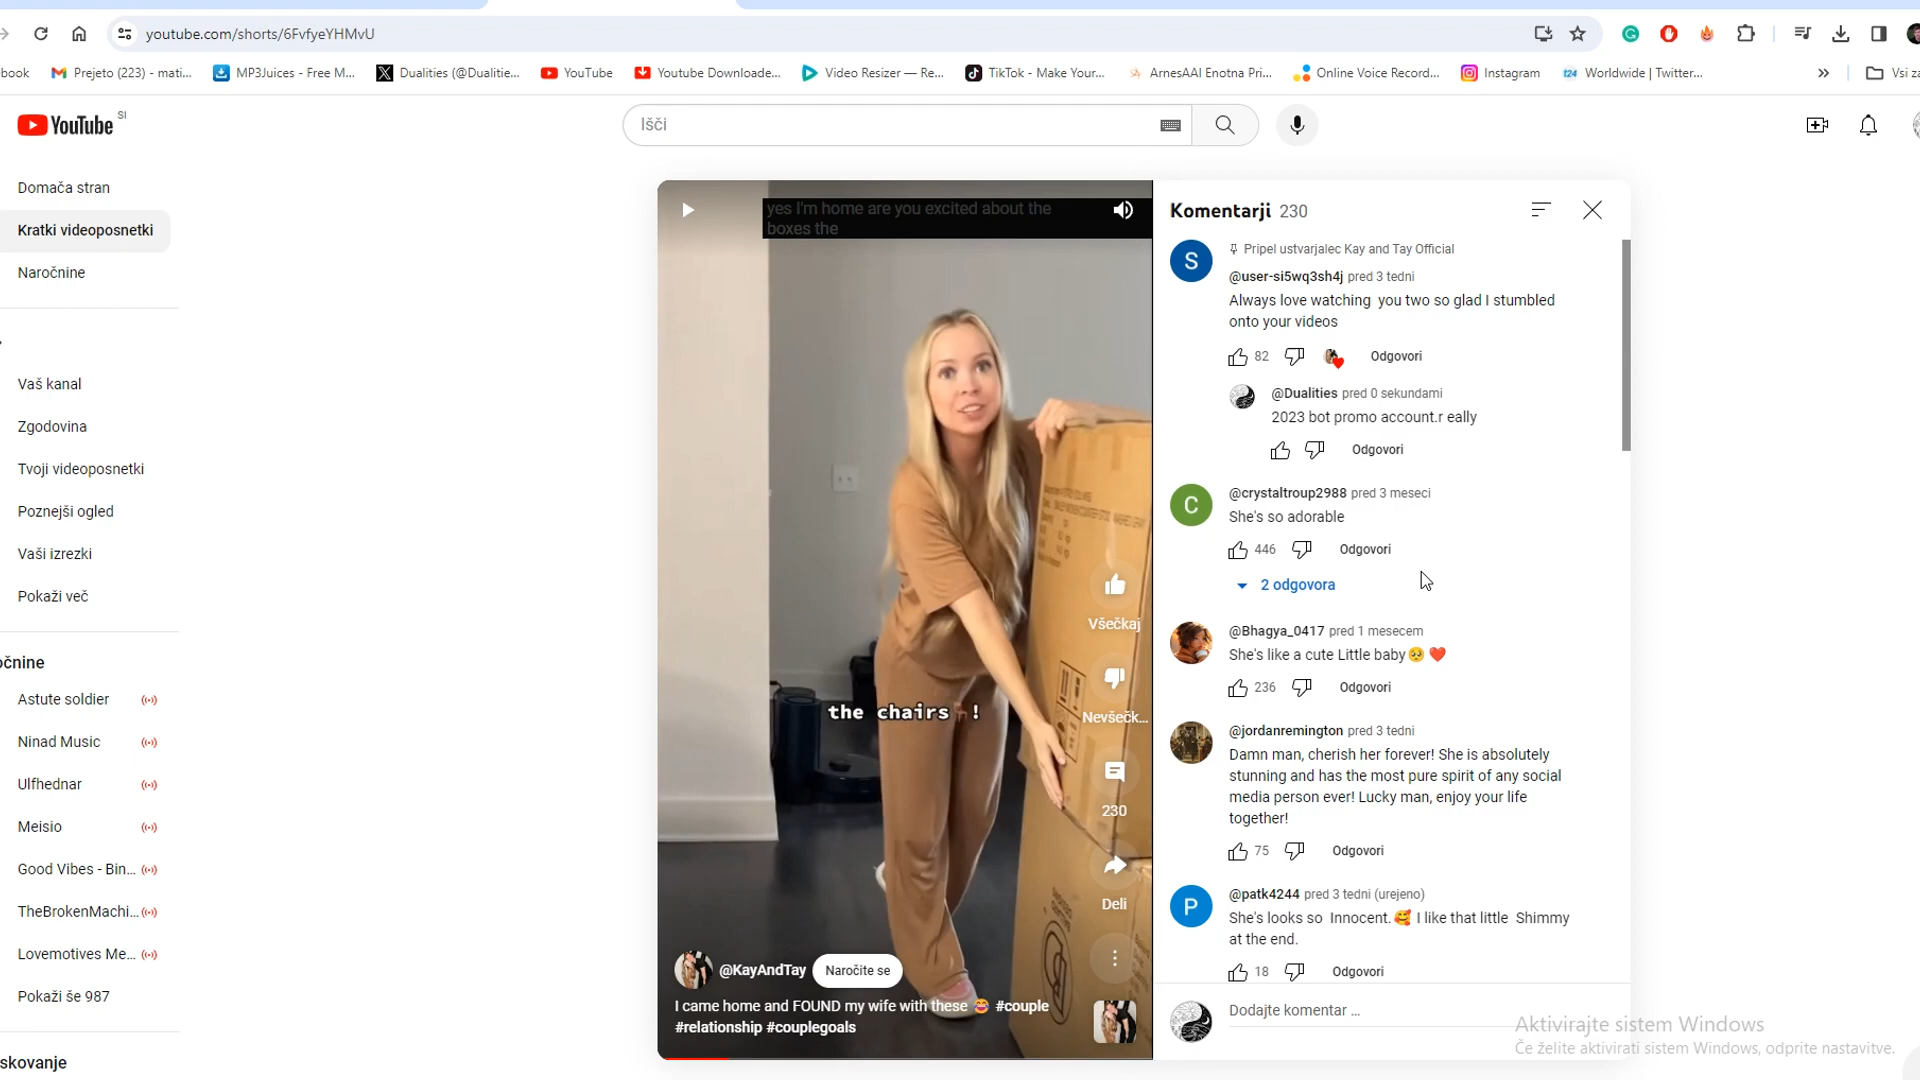 youtube.com/shorts/6FvfyeYHMvU
book
Prejeto (223) - mati...
MP3Juices - Free M...
Dualities (@Dualitie...
YouTube
Youtube Downloade...
Video Resizer — Re...
TikTok - Make Your...
ArnesAAI Enotna Pri...
Online Voice Record...
Instagram
t24 Worldwide | Twitter...
Vsi za
YouTube SI
Išči
Domača stran
Kratki videoposnetki
Naročnine
Vaš kanal
Zgodovina
Tvoji videoposnetki
Poznejši ogled
Vaši izrezki
Pokaži več
očnine
Astute soldier
Ninad Music
Ulfhednar
Meisio
Good Vibes - Bin...
TheBrokenMachi...
Lovemotives Me...
Pokaži še 987
skovanje
yes I'm home are you excited about the
boxes the
the chairs !
Všečkaj
Nevšečk...
230
Deli
@KayAndTay
Naročite se
I came home and FOUND my wife with these 😂 #couple
#relationship #couplegoals
Komentarji 230
Pripel ustvarjalec Kay and Tay Official
S
@user-si5wq3sh4j pred 3 tedni
Always love watching you two so glad I stumbled
onto your videos
82
Odgovori
@Dualities pred 0 sekundami
2023 bot promo account.r eally
Odgovori
C
@crystaltroup2988 pred 3 meseci
She's so adorable
446
Odgovori
2 odgovora
@Bhagya_0417 pred 1 mesecem
She's like a cute Little baby🥺 ❤️
236
Odgovori
@jordanremington pred 3 tedni
Damn man, cherish her forever! She is absolutely
stunning and has the most pure spirit of any social
media person ever! Lucky man, enjoy your life
together!
75
Odgovori
P
@patk4244 pred 3 tedni (urejeno)
She's looks so Innocent.🥰 I like that little Shimmy
at the end.
18
Odgovori
Dodajte komentar ...
Aktivirajte sistem Windows
Če želite aktivirati sistem Windows, odprite nastavitve.